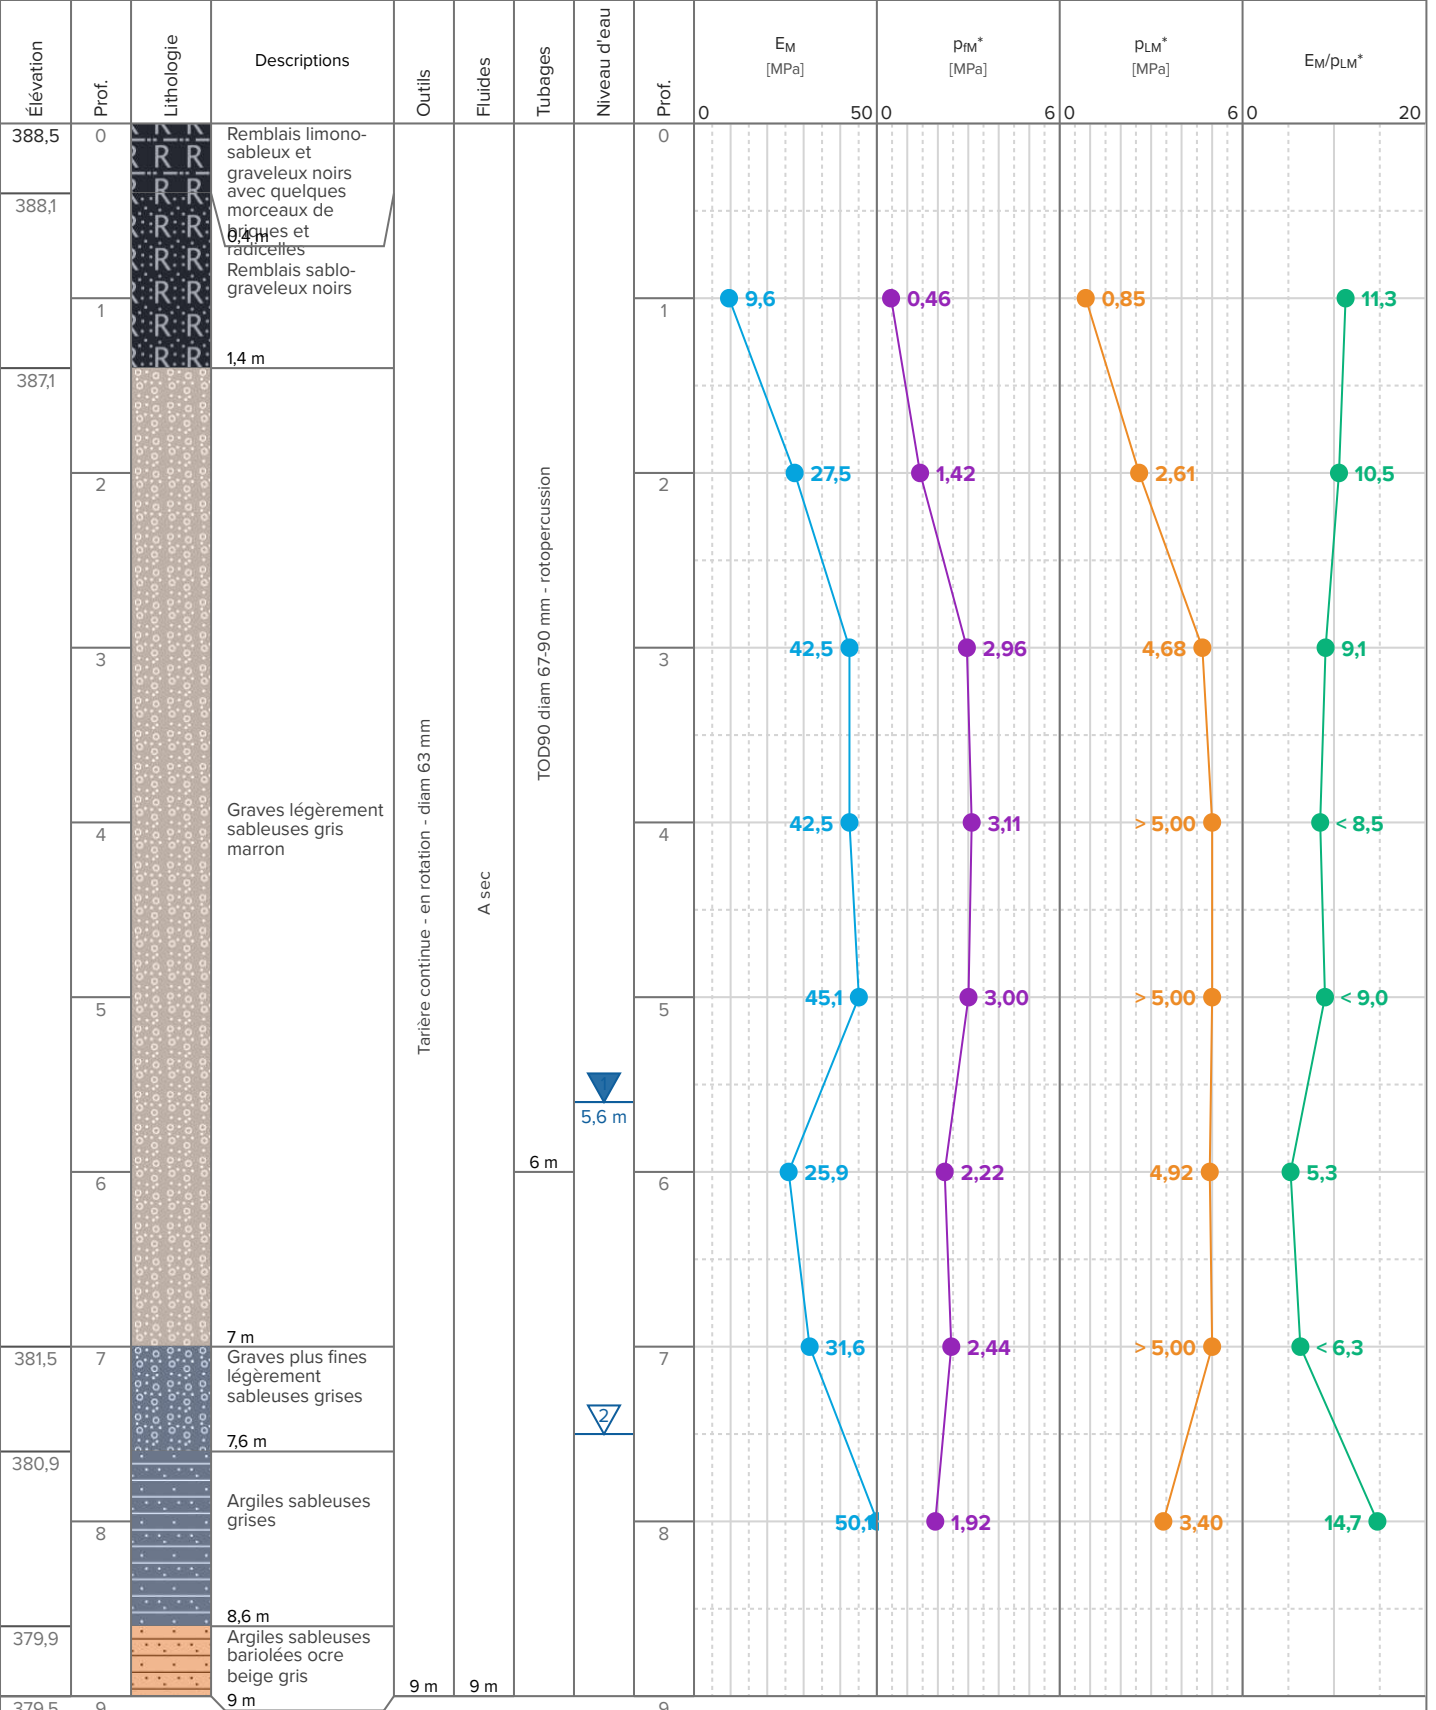 Élévation
Prof.
Lithologie
Descriptions
Outils
Fluides
Tubages
Niveau d'eau
Prof.
EM
[MPa]
pfM*
[MPa]
pLM*
[MPa]
EM/pLM*
0 50
0 6
0 6
0 20
388,5
0
Remblais limono-
sableux et
graveleux noirs
avec quelques
morceaux de
briques et
radicelles
0,4 m
388,1
R R
R R R
R R R
R R R
R R R
R R R
R R R
R R R
Remblais sablo-
graveleux noirs
1,4 m
387,1
Graves légèrement
sableuses gris
marron
7 m
381,5
Graves plus fines
légèrement
sableuses grises
7,6 m
380,9
Argiles sableuses
grises
8,6 m
379,9
Argiles sableuses
bariolées ocre
beige gris
9 m
379,5
1
2
3
4
5
6
7
8
9
Tarière continue - en rotation - diam 63 mm
9 m
A sec
9 m
TOD90 diam 67-90 mm - rotopercussion
6 m
1
5,6 m
2
0
1
2
3
4
5
6
7
8
9
9,6 0,46 0,85 11,3
27,5 1,42 2,61 10,5
42,5 2,96 4,68 9,1
42,5 3,11 > 5,00 < 8,5
45,1 3,00 > 5,00 < 9,0
25,9 2,22 4,92 5,3
31,6 2,44 > 5,00 < 6,3
50,1 1,92 3,40 14,7